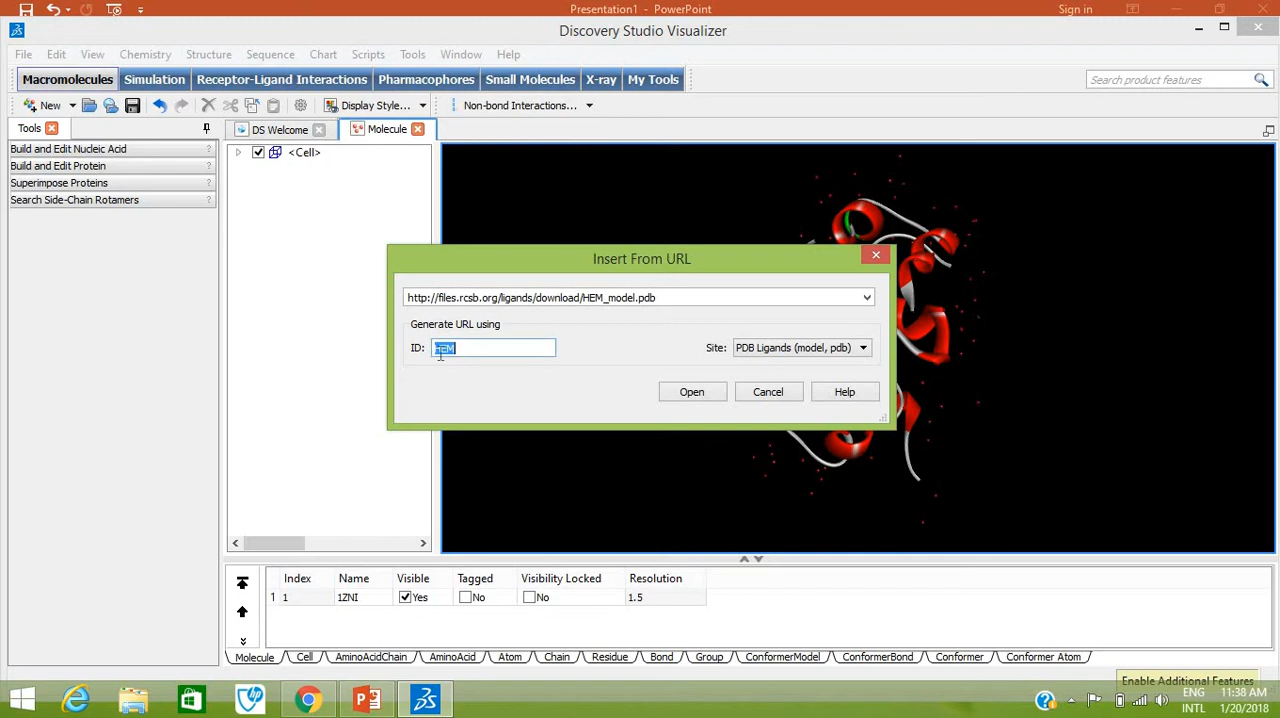 Presentation1 - PowerPoint
Sign in
Discovery Studio Visualizer
File Edit View Chemistry Structure Sequence Chart Scripts Tools Window Help
Macromolecules Simulation Receptor-Ligand Interactions Pharmacophores Small Molecules X-ray My Tools
Search product features
New Display Style... Non-bond Interactions...
Tools
DS Welcome Molecule
Build and Edit Nucleic Acid ?
Build and Edit Protein ?
Superimpose Proteins ?
Search Side-Chain Rotamers ?
<Cell>
Insert From URL
http://files.rcsb.org/ligands/download/HEM_model.pdb
Generate URL using
ID: HEM Site: PDB Ligands (model, pdb)
Open Cancel Help
Index Name Visible Tagged Visibility Locked Resolution
1 1 1ZNI Yes No No 1.5
Molecule Cell AminoAcidChain AminoAcid Atom Chain Residue Bond Group ConformerModel ConformerBond Conformer Conformer Atom
Enable Additional Features
ENG 11:38 AM
INTL 1/20/2018